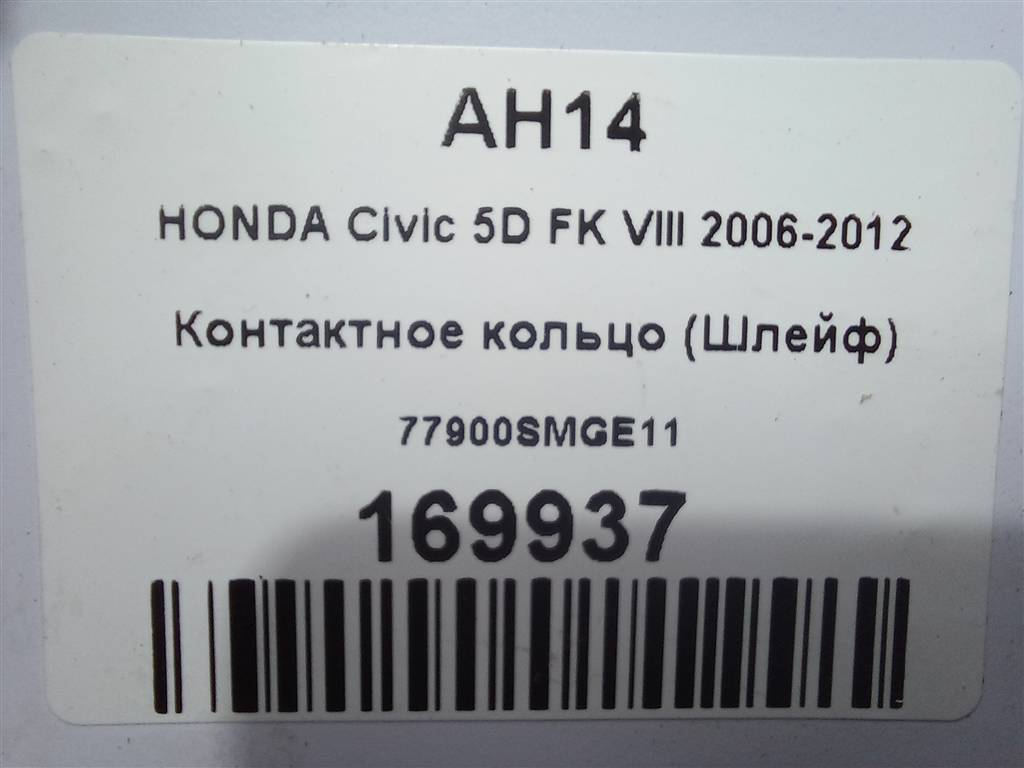 AH14
HONDA Civic 5D FK VIII 2006-2012
Контактное кольцо (Шлейф)
77900SMGE11
169937